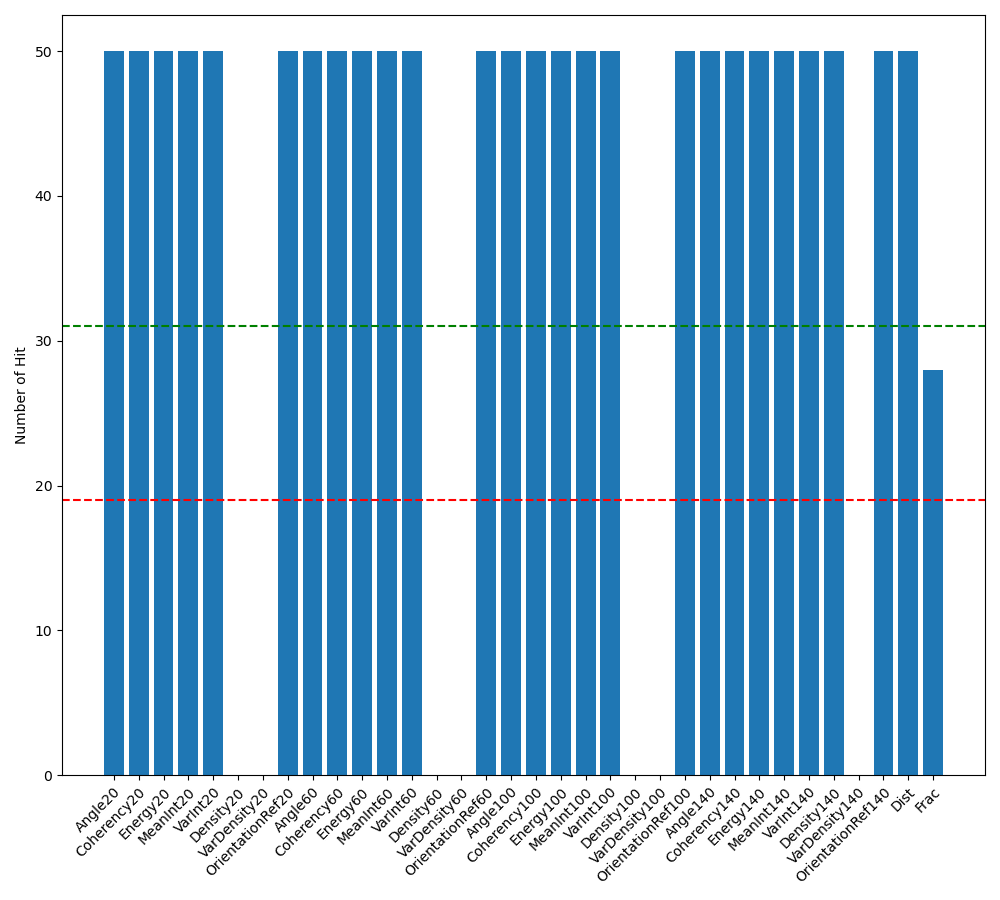 50
40
30
20
10
0
Number of Hit
Angle20
Coherency20
Energy20
MeanInt20
VarInt20
Density20
VarDensity20
OrientationRef20
Angle60
Coherency60
Energy60
MeanInt60
VarInt60
Density60
VarDensity60
OrientationRef60
Angle100
Coherency100
Energy100
MeanInt100
VarInt100
Density100
VarDensity100
OrientationRef100
Angle140
Coherency140
Energy140
MeanInt140
VarInt140
Density140
VarDensity140
OrientationRef140
Dist
Frac